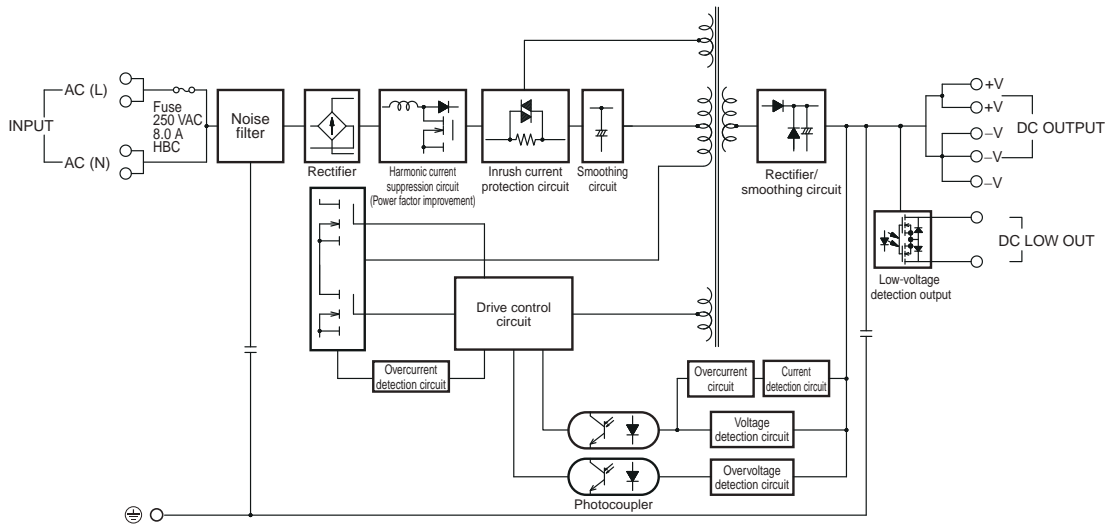 INPUT
AC (L)
AC (N)
Fuse
250 VAC
8.0 A
HBC
Noise
filter
Rectifier
Harmonic current
suppression circuit
(Power factor improvement)
Inrush current
protection circuit
Smoothing
circuit
Rectifier/
smoothing circuit
+V
+V
–V
–V
–V
DC OUTPUT
DC LOW OUT
Low-voltage
detection output
Drive control
circuit
Overcurrent
detection circuit
Overcurrent
circuit
Current
detection circuit
Voltage
detection circuit
Overvoltage
detection circuit
Photocoupler